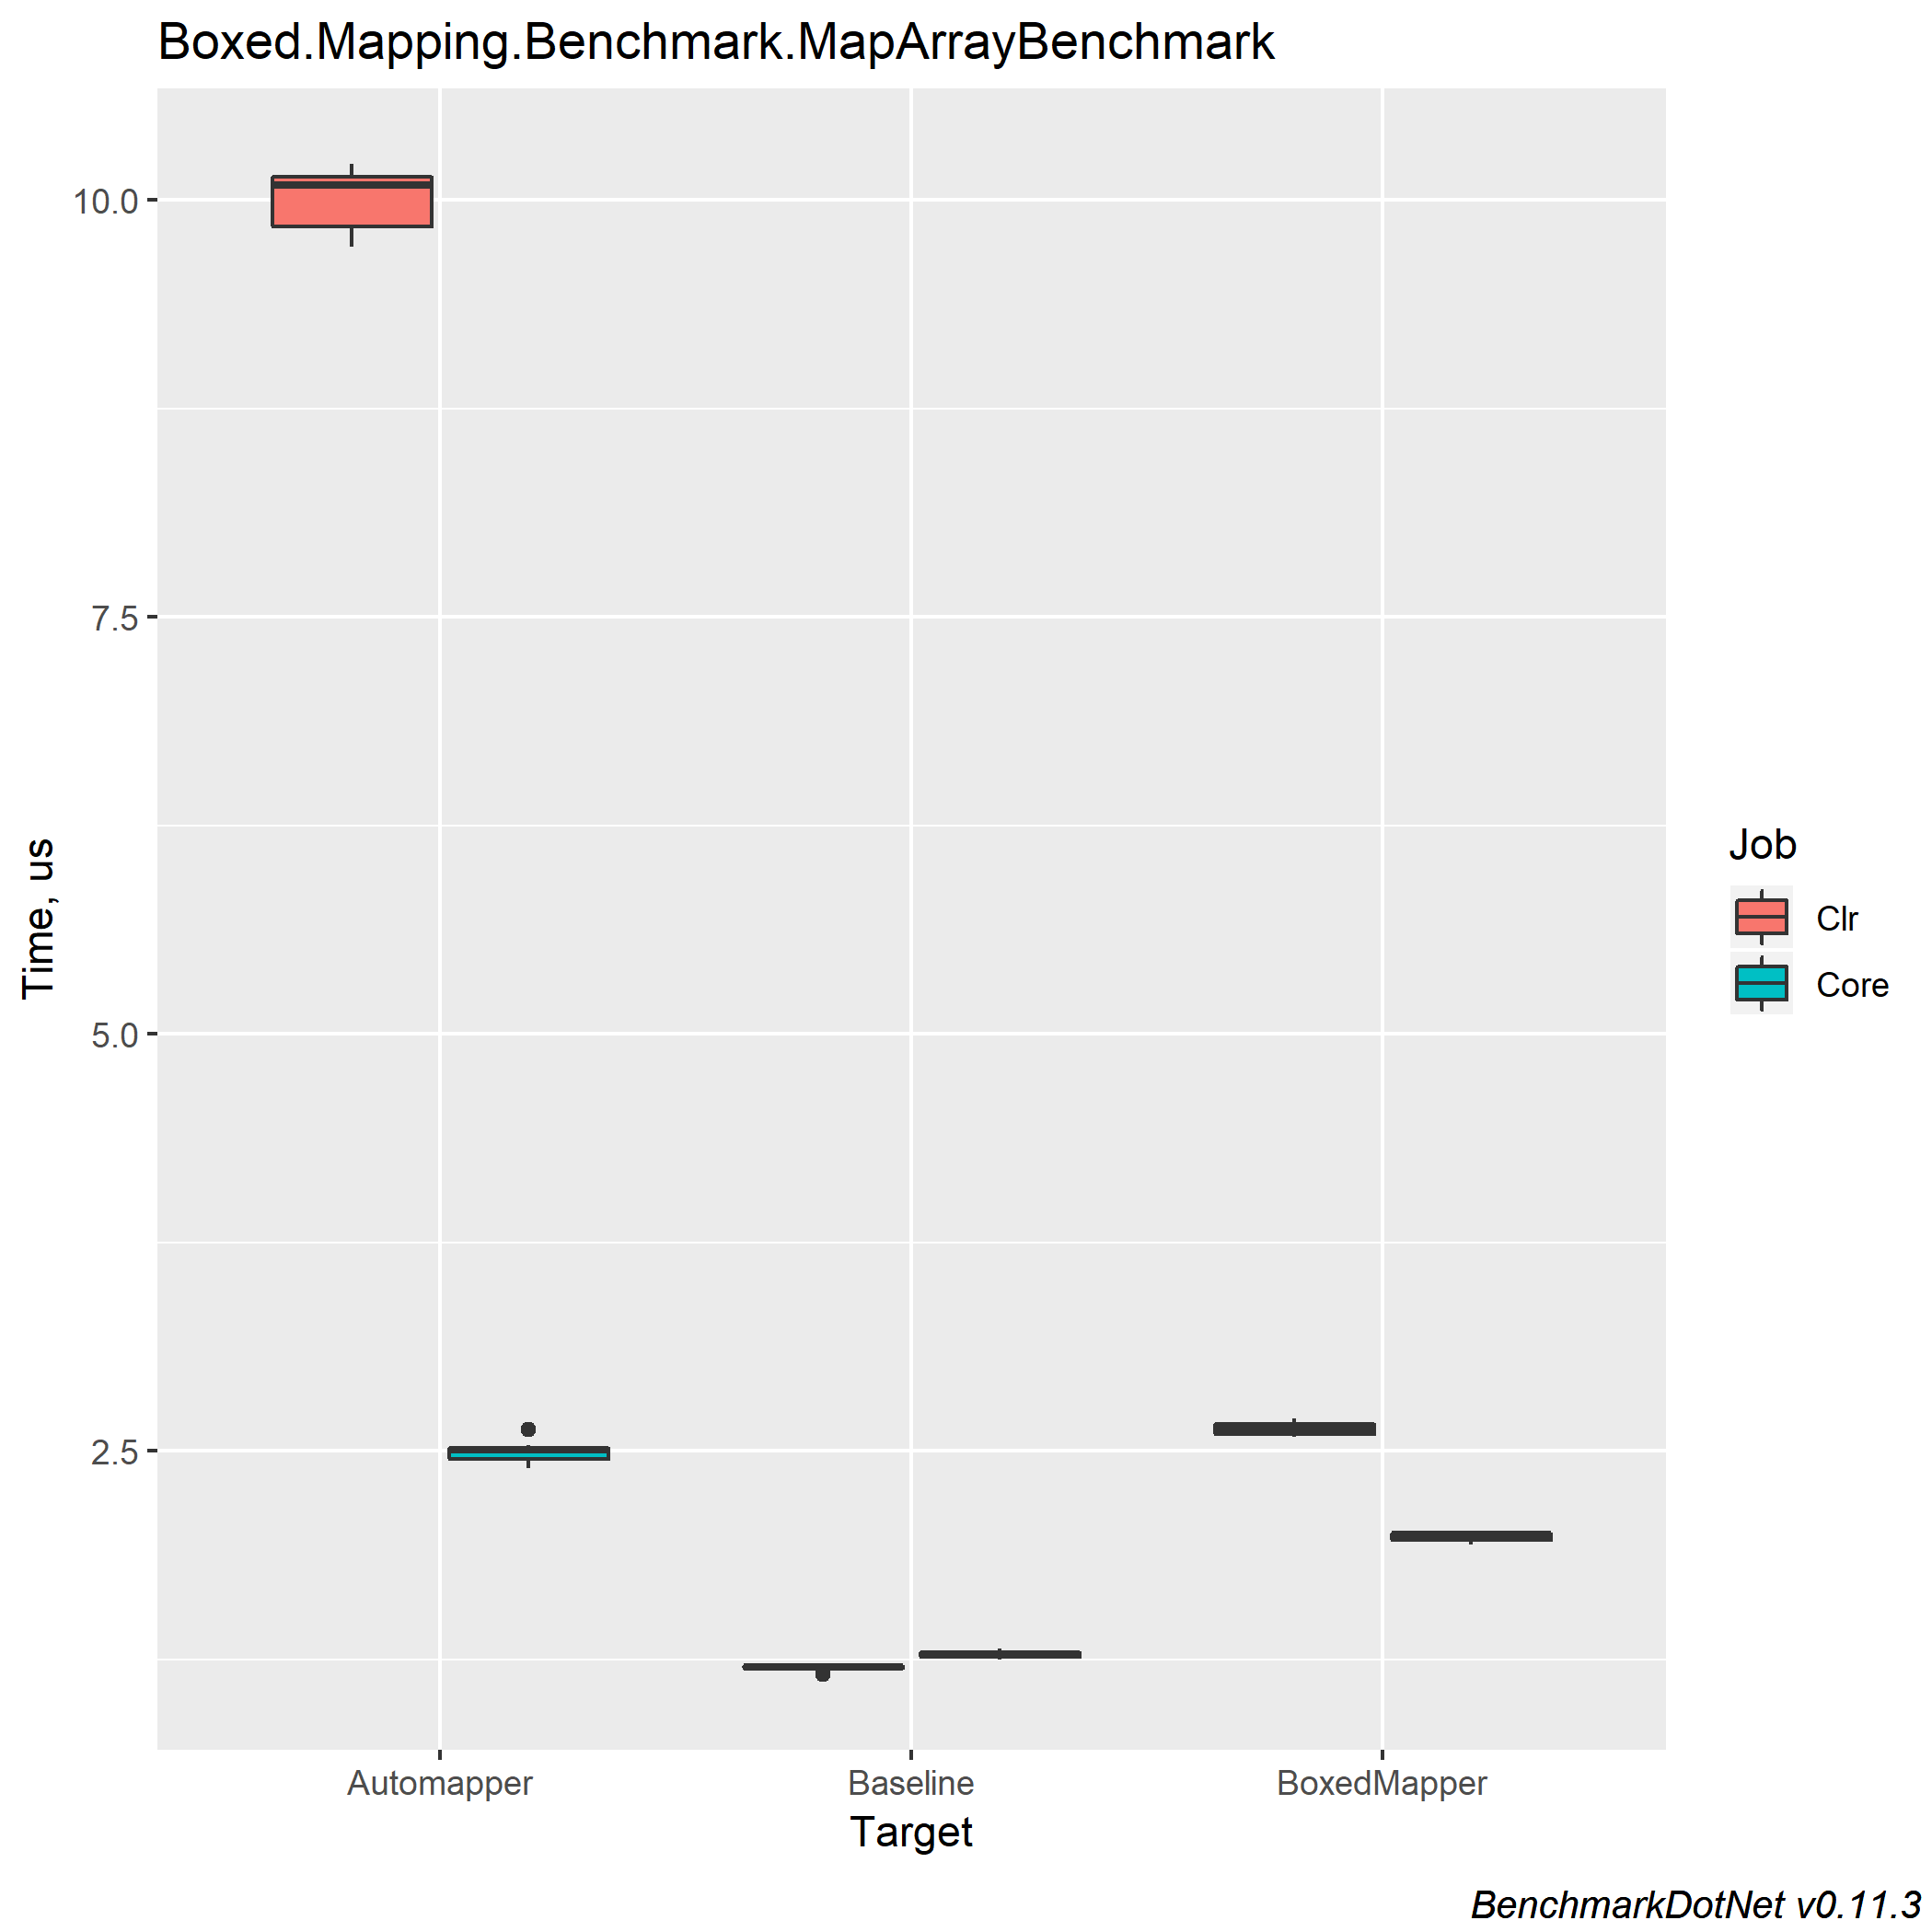 Boxed.Mapping.Benchmark.MapArrayBenchmark
10.0
7.5
5.0
2.5
Time, us
Automapper
Baseline
BoxedMapper
Target
Job
Clr
Core
BenchmarkDotNet v0.11.3